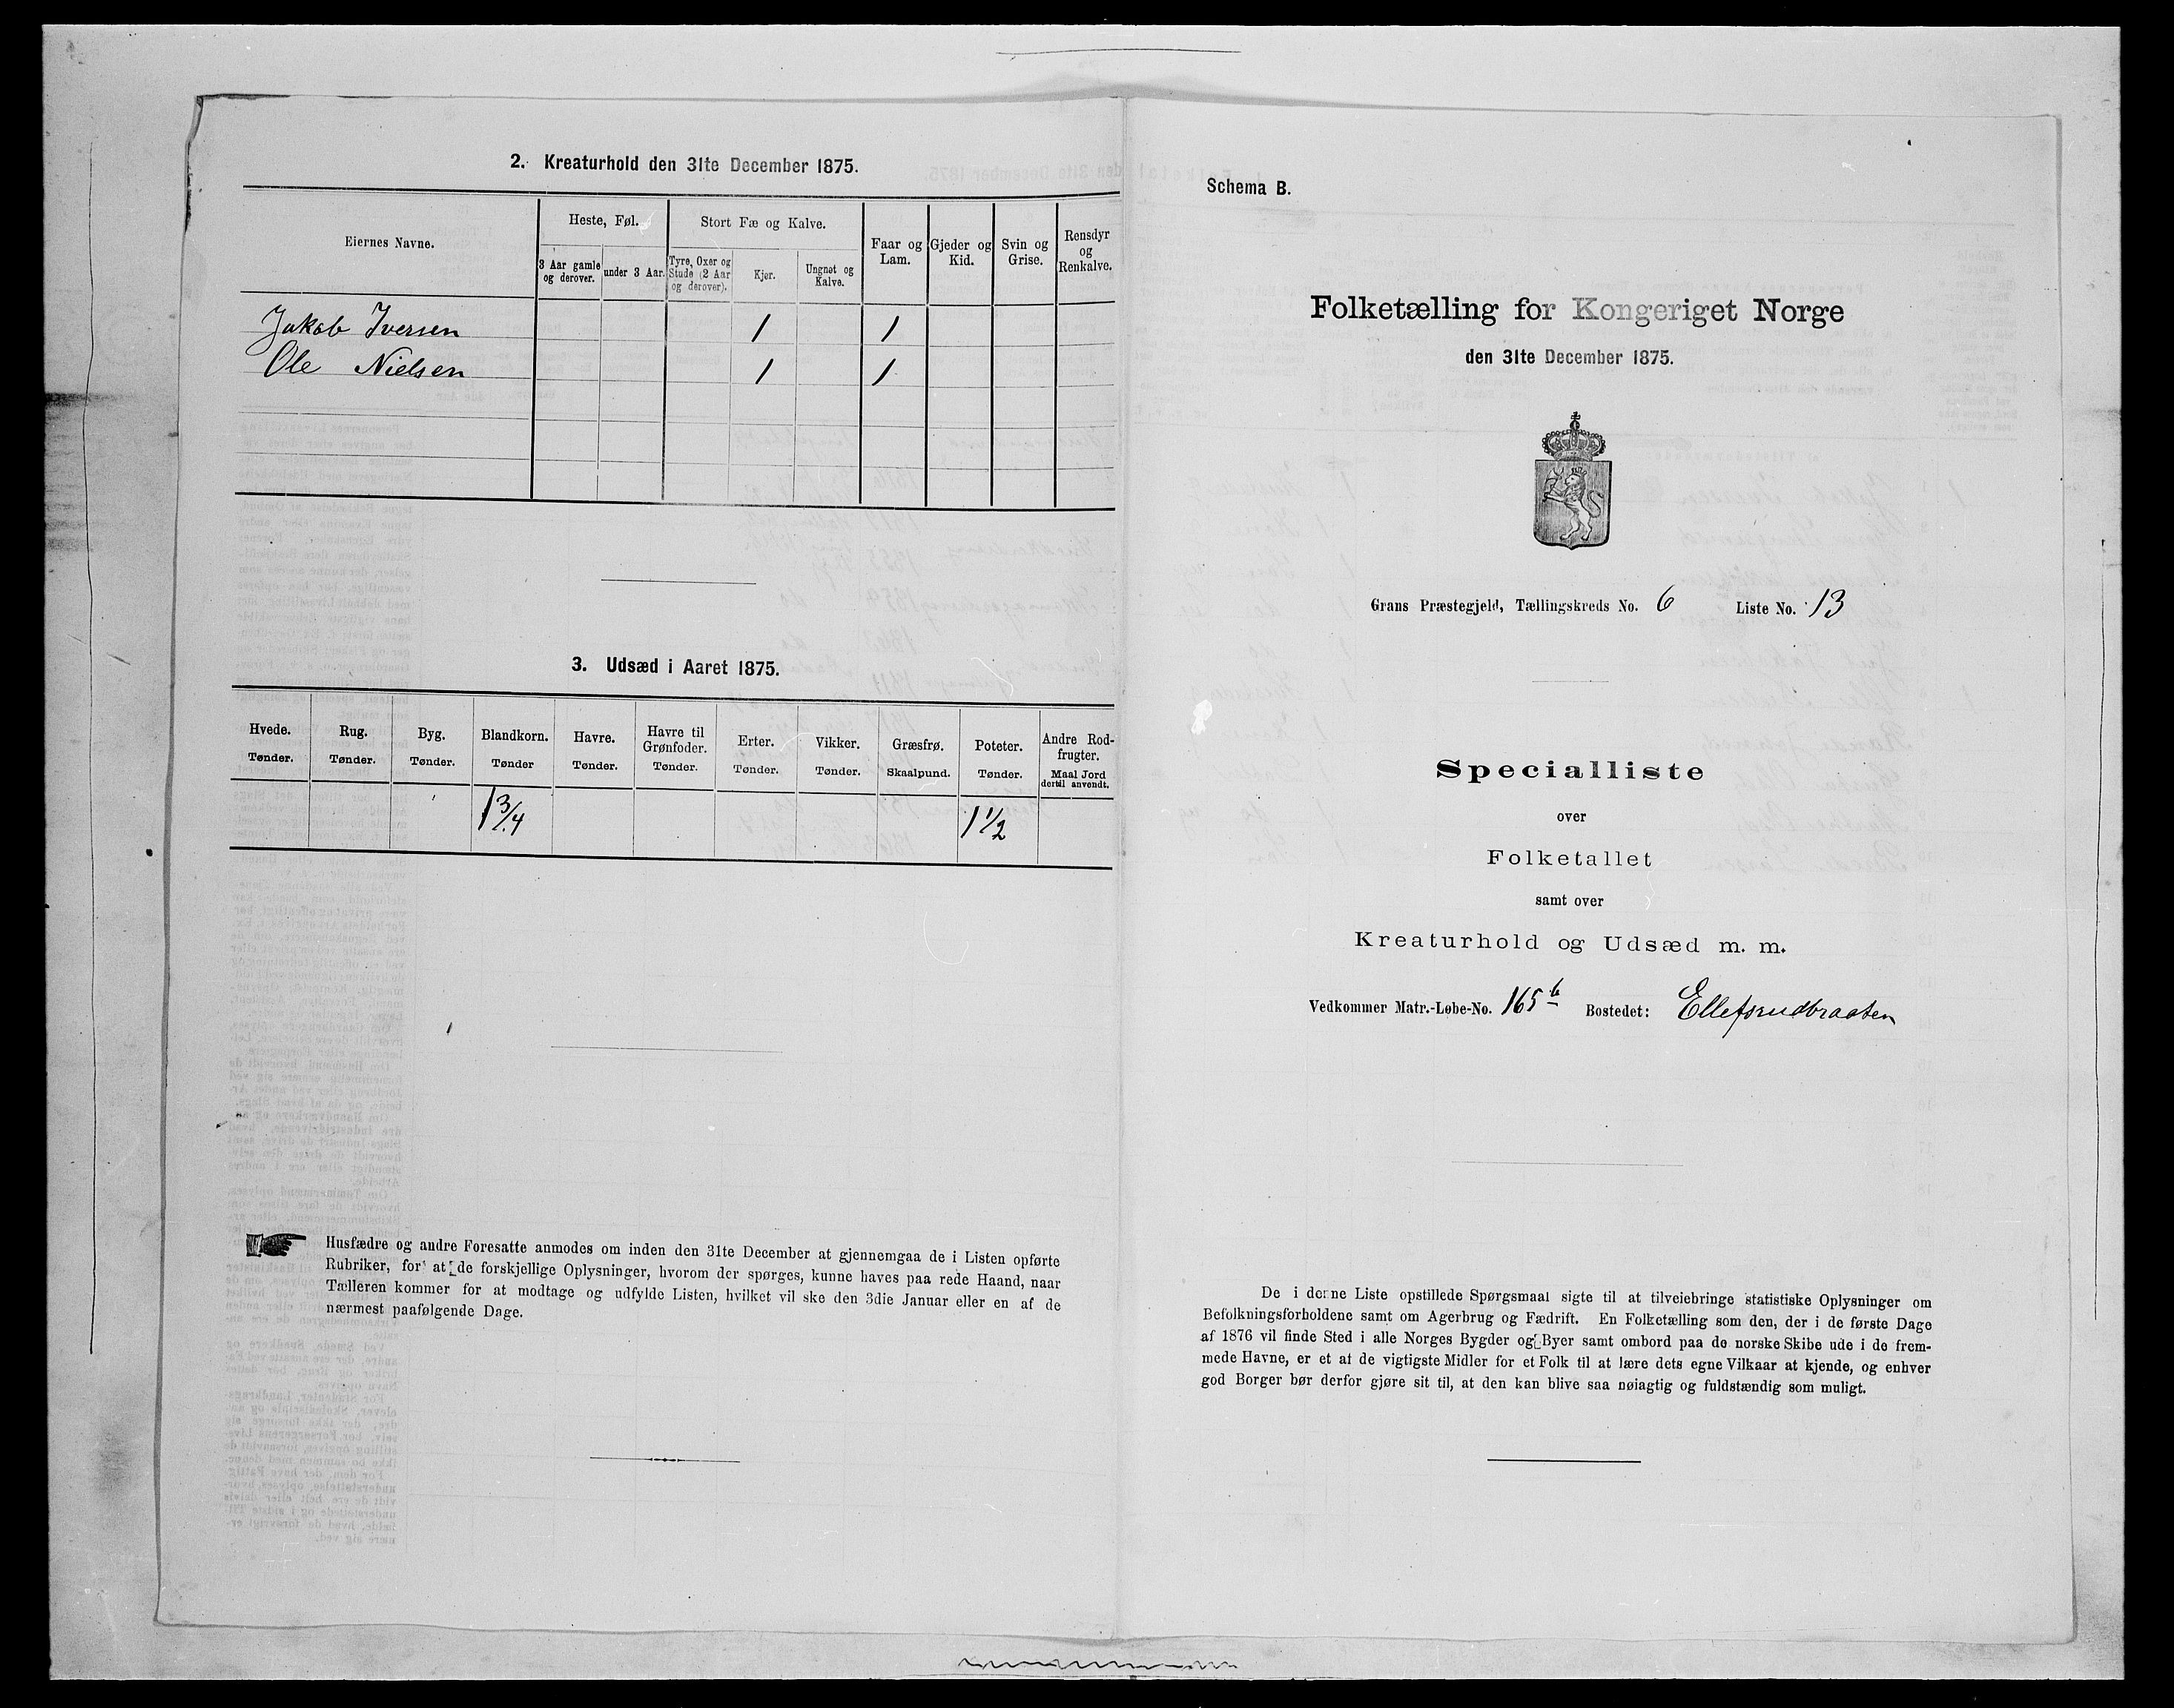 2. Kreaturhold den 31te December 1875.
Eiernes Navne.
Heste, Føl.
Stort Fæ og Kalve.
Faar og Lam.
Gjeder og Kid.
Svin og Grise.
Rensdyr og Renkalve.
3 Aar gamle og derover.
under 3 Aar.
Tyre, Oxer og Stude (2 Aar og derover).
Kjør.
Ungnøt og Kalve.
Jakob Iversen 1 1
Ole Nielsen 1 1
3. Udsæd i Aaret 1875.
Hvede. Rug. Byg. Blandkorn. Havre. Havre til Grønfoder. Erter. Vikker. Græsfrø. Poteter. Andre Rodfrugter.
Tønder. Tønder. Tønder. Tønder Tønder. Tønder. Tønder. Tønder. Skaalpund. Tønder. Maal Jord dertil anvendt.
1 3/4 1 1/2
Husfædre og andre Foresatte anmodes om inden den 31te December at gjennemgaa de i Listen opførte
Rubriker, for at de forskjellige Oplysninger, hvorom der spørges, kunne haves paa rede Haand, naar
Tælleren kommer for at modtage og udfylde Listen, hvilket vil ske den 3die Januar eller en af de
nærmest paafølgende Dage.
Schema B.
Folketælling for Kongeriget Norge
den 31te December 1875.
Grans Præstegjeld, Tællingskreds No. 6 Liste No. 13
Specialliste
over
Folketallet
samt over
Kreaturhold og Udsæd m. m.
Vedkommer Matr.-Løbe-No. 165 b Bostedet: Ellefsrudbraaten
De i denne Liste opstillede Spørgsmaal sigte til at tilveiebringe statistiske Oplysninger om
Befolkningsforholdene samt om Agerbrug og Fædrift. En Folketælling som den, der i de første Dage
af 1876 vil finde Sted i alle Norges Bygder og Byer samt ombord paa de norske Skibe ude i de frem-
mede Havne, er et af de vigtigste Midler for et Folk til at lære dets egne Vilkaar at kjende, og enhver
god Borger bør derfor gjøre sit til, at den kan blive saa nøiagtig og fuldstændig som muligt.